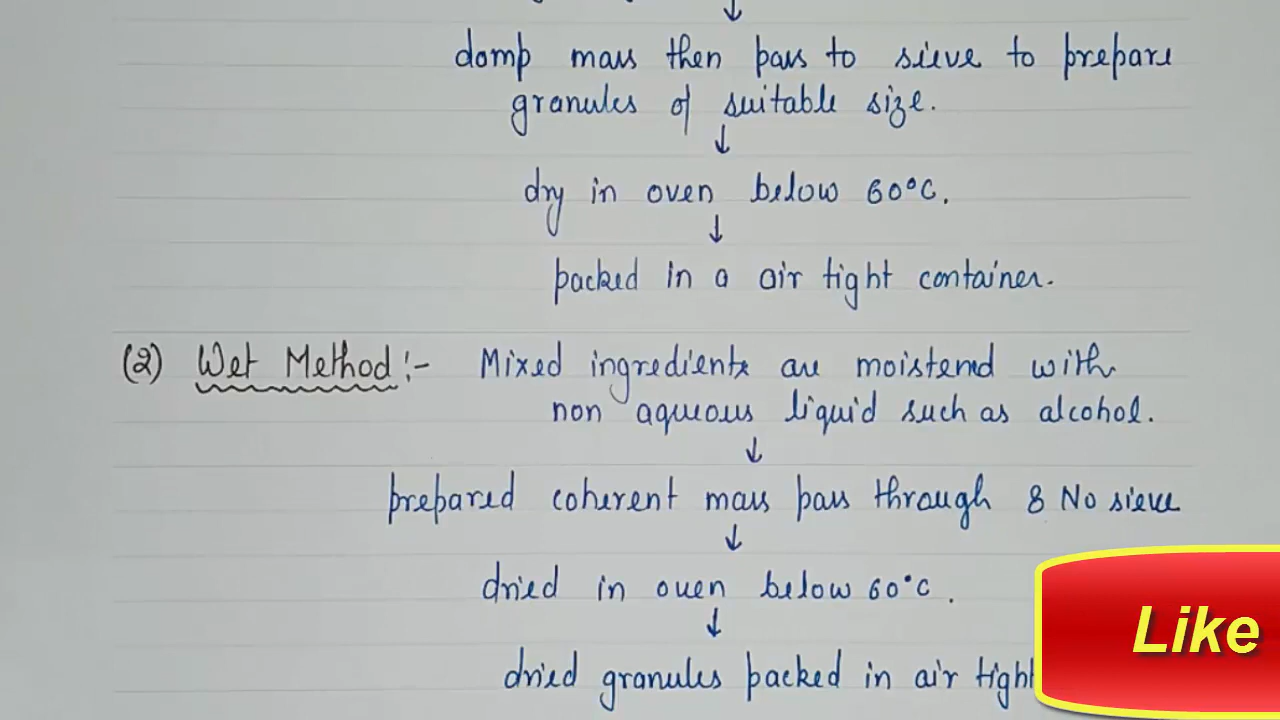 damp mass then pass to sieve to prepare
granules of suitable size.
dry in oven below 60°C.
packed in a air tight container.
(2) Wet Method:- Mixed ingredients are moistened with
non aqueous liquid such as alcohol.
prepared coherent mass pass through 8 No sieve
dried in oven below 60°C.
dried granules packed in air tight
Like